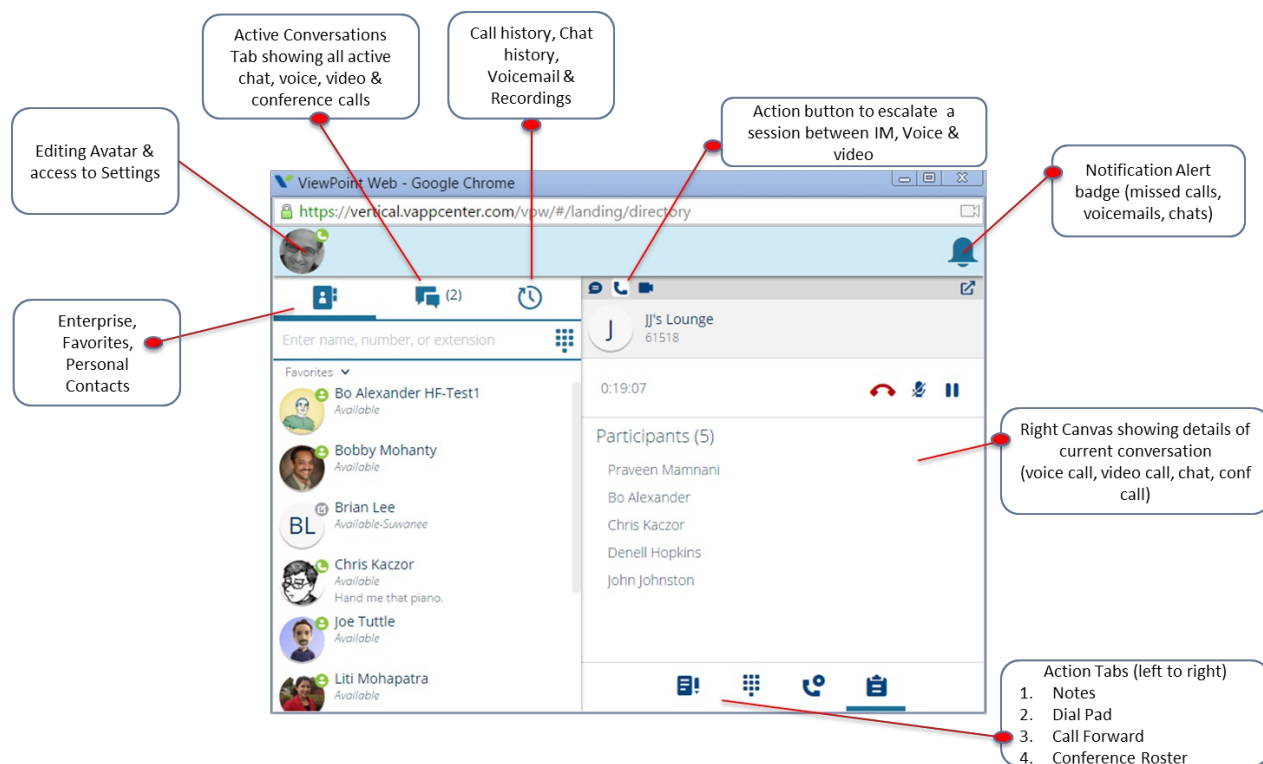 Active Conversations
Tab showing all active
chat, voice, video &
conference calls
Call history, Chat
history,
Voicemail &
Recordings
Action button to escalate a
session between IM, Voice &
video
Editing Avatar &
access to Settings
Notification Alert
badge (missed calls,
voicemails, chats)
Enterprise,
Favorites,
Personal
Contacts
ViewPoint Web - Google Chrome
https://vertical.vappcenter.com/vpw/#/landing/directory
(2)
Enter name, number, or extension
Favorites
Bo Alexander HF-Test1
Available
Bobby Mohanty
Available
BL
Brian Lee
Available-Suwanee
Chris Kaczor
Available
Hand me that piano.
Joe Tuttle
Available
Liti Mohapatra
Available
J
JJ's Lounge
61518
0:19:07
Participants (5)
Praveen Mamnani
Bo Alexander
Chris Kaczor
Denell Hopkins
John Johnston
Right Canvas showing details of
current conversation
(voice call, video call, chat, conf
call)
Action Tabs (left to right)
1. Notes
2. Dial Pad
3. Call Forward
4. Conference Roster